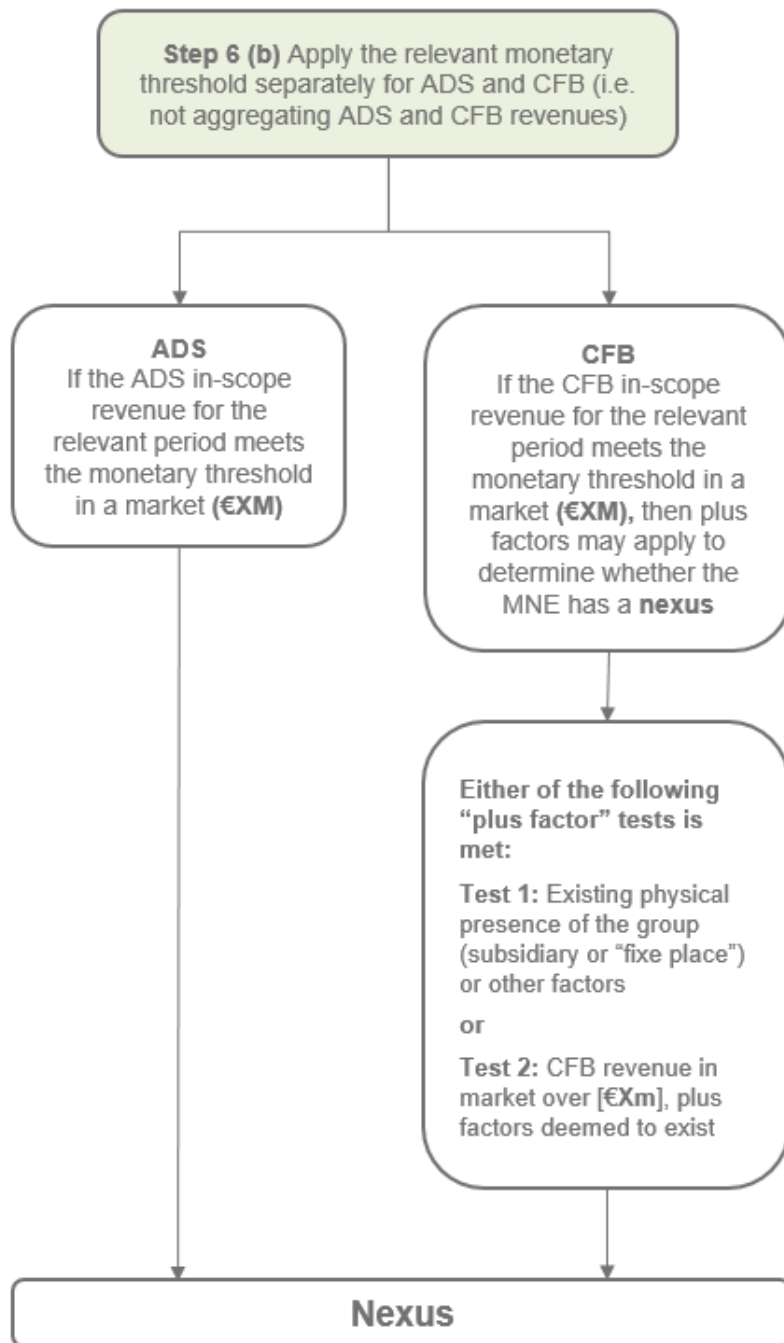 Step 6 (b) Apply the relevant monetary
threshold separately for ADS and CFB (i.e.
not aggregating ADS and CFB revenues)
ADS
If the ADS in-scope
revenue for the
relevant period meets
the monetary threshold
in a market (€XM)
CFB
If the CFB in-scope
revenue for the relevant
period meets the
monetary threshold in a
market (€XM), then plus
factors may apply to
determine whether the
MNE has a nexus
Either of the following
“plus factor” tests is
met:
Test 1: Existing physical
presence of the group
(subsidiary or “fixe place”)
or other factors
or
Test 2: CFB revenue in
market over [€Xm], plus
factors deemed to exist
Nexus